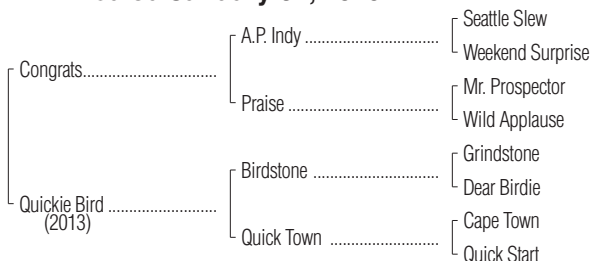 Seattle Slew
A.P. Indy
Weekend Surprise
Congrats
Mr. Prospector
Praise
Wild Applause
Grindstone
Birdstone
Dear Birdie
Quickie Bird
(2013)
Cape Town
Quick Town
Quick Start